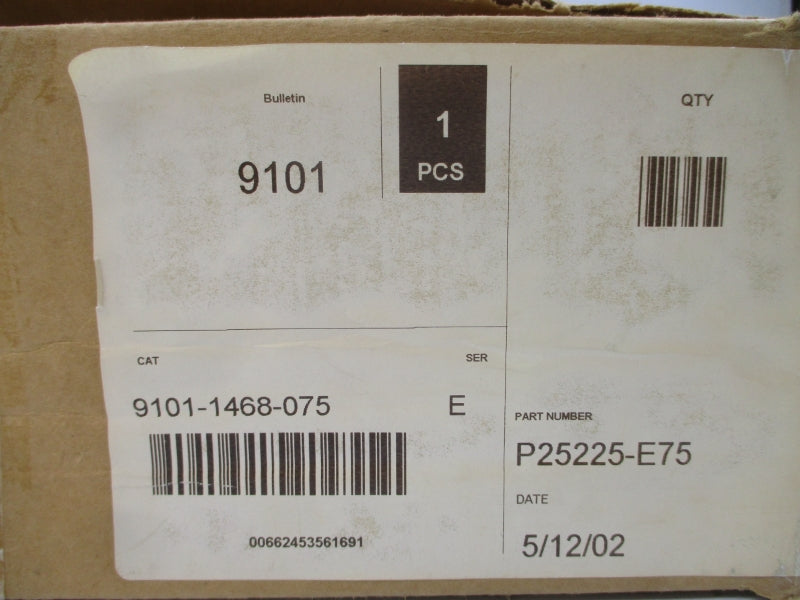 Bulletin
9101
1
PCS
QTY
CAT
SER
9101-1468-075
E
00662453561691
PART NUMBER
P25225-E75
DATE
5/12/02